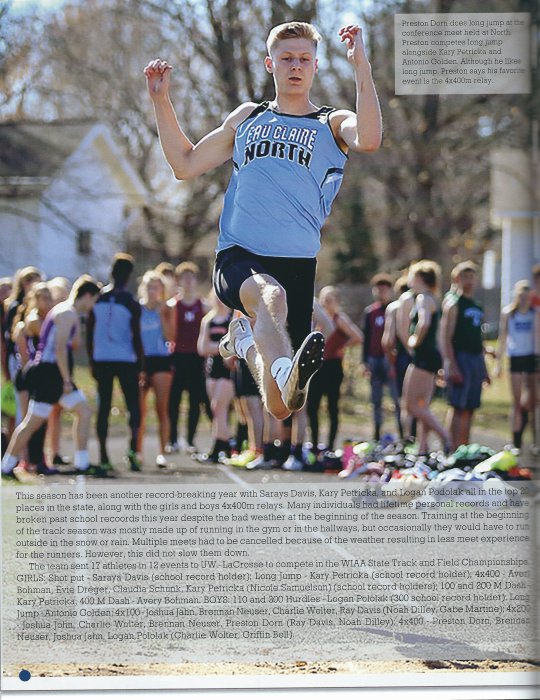 Preston Dorn does long jump at the
conference meet held at North.
Preston competes long jump
alongside Kary Petricka and
Antonio Golden. Although he likes
long jump, Preston says his favorite
event is the 4x400m relay.
EAU CLAIRE
NORTH
This season has been another record-breaking year with Sarays Davis, Kary Petricka, and Logan Podolak all in the top 20
places in the state, along with the girls and boys 4x400m relays. Many individuals had lifetime personal records and have
broken past school recoords this year despite the bad weather at the beginning of the season. Training at the beginning
of the track season was mostly made up of running in the gym or in the hallways, but occasionally they would have to run
outside in the snow or rain. Multiple meets had to be cancelled because of the weather resulting in less meet experience
for the runners. However, this did not slow them down.
The team sent 17 athletes in 12 events to UW - LaCrosse to compete in the WIAA State Track and Field Championships.
GIRLS: Shot put - Sarays Davis (school record holder); Long Jump - Kary Petricka (school record holder); 4x400 - Avery
Bohman, Evie Dreger, Claudia Schunk, Kary Petricka (Nicole Samuelson) (school record holders); 100 and 200 M Dash -
Kary Petricka; 400 M Dash - Avery Bohman. BOYS: 110 and 300 Hurdles - Logan Pololak (300 school record holder); Long
Jump - Antonio Golden; 4x100 - Joshua Jahn, Brennan Neuser, Charlie Wolter, Ray Davis (Noah Dilley, Gabe Martine); 4x200
- Joshua Jahn, Charlie Wolter, Brennan Neuser, Preston Dorn (Ray Davis, Noah Dilley); 4x400 - Preston Dorn, Brennan
Neuser, Joshua Jahn, Logan Pololak (Charlie Wolter, Griffin Bell).